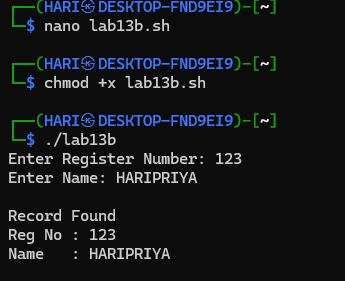 ┌──(HARI㉿DESKTOP-FND9EI9)-[~]
└─$ nano lab13b.sh
┌──(HARI㉿DESKTOP-FND9EI9)-[~]
└─$ chmod +x lab13b.sh
┌──(HARI㉿DESKTOP-FND9EI9)-[~]
└─$ ./lab13b
Enter Register Number: 123
Enter Name: HARIPRIYA
Record Found
Reg No : 123
Name   : HARIPRIYA